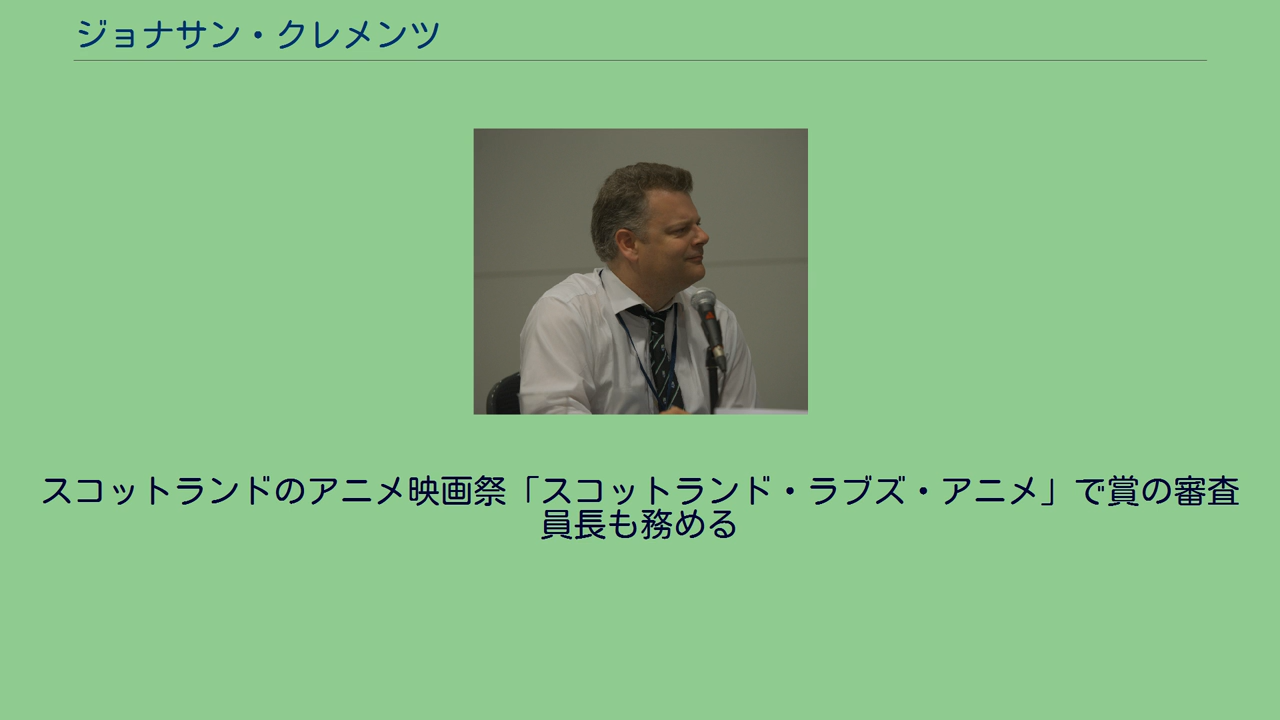 ジョナサン・クレメンツ
スコットランドのアニメ映画祭「スコットランド・ラブズ・アニメ」で賞の審査
員長も務める